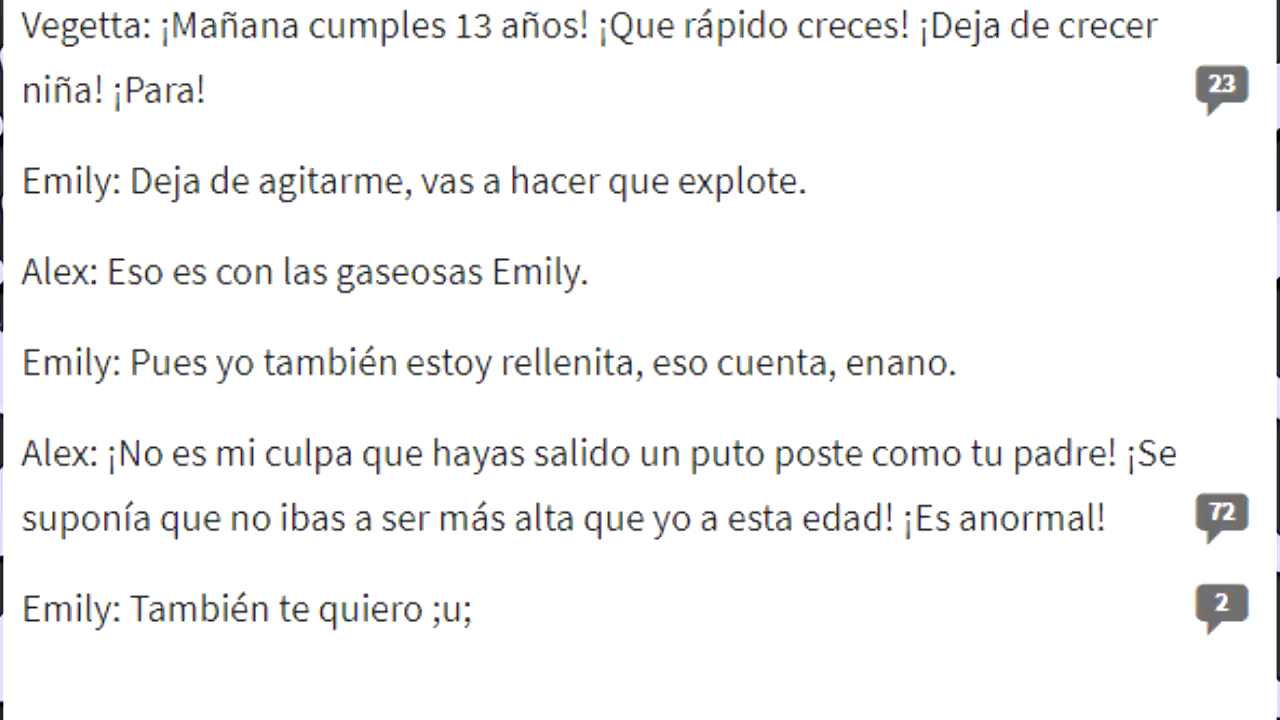 Vegetta: ¡Mañana cumples 13 años! ¡Que rápido creces! ¡Deja de crecer
niña! ¡Para!
23
Emily: Deja de agitarme, vas a hacer que explote.
Alex: Eso es con las gaseosas Emily.
Emily: Pues yo también estoy rellenita, eso cuenta, enano.
Alex: ¡No es mi culpa que hayas salido un puto poste como tu padre! ¡Se
suponía que no ibas a ser más alta que yo a esta edad! ¡Es anormal!
72
Emily: También te quiero ;u;
2